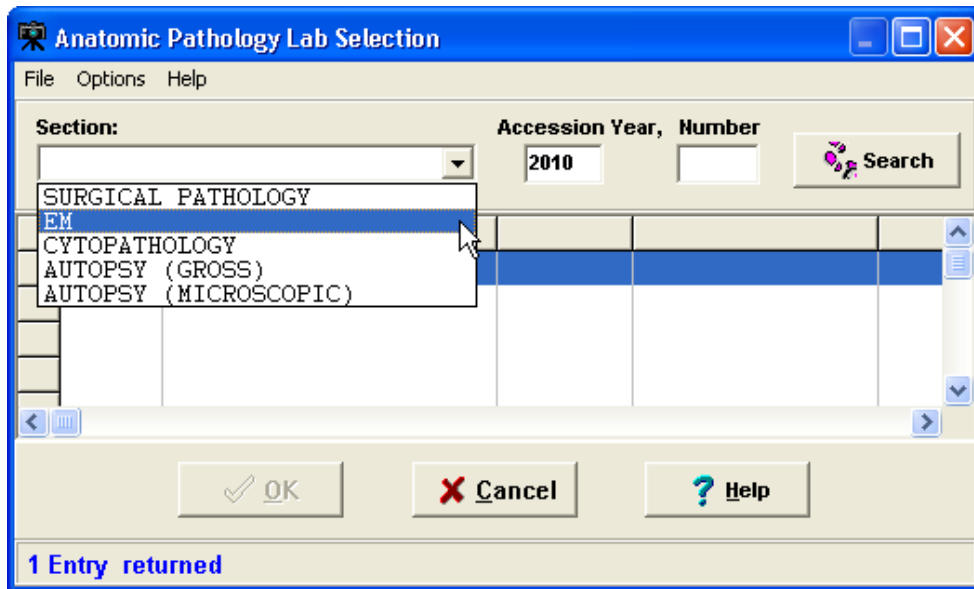 Anatomic Pathology Lab Selection
File Options Help
Section: Accession Year, Number
2010 Search
SURGICAL PATHOLOGY
EM
CYTOPATHOLOGY
AUTOPSY (GROSS)
AUTOPSY (MICROSCOPIC)
OK Cancel Help
1 Entry returned